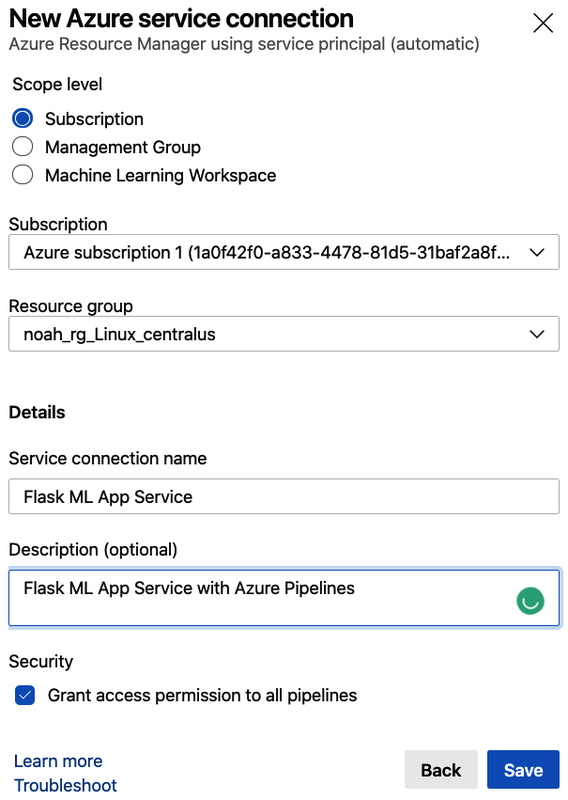 New Azure service connection
Azure Resource Manager using service principal (automatic)
Scope level
Subscription
Management Group
Machine Learning Workspace
Subscription
Azure subscription 1 (1a0f42f0-a833-4478-81d5-31baf2a8f...
Resource group
noah_rg_Linux_centralus
Details
Service connection name
Flask ML App Service
Description (optional)
Flask ML App Service with Azure Pipelines
Security
Grant access permission to all pipelines
Learn more
Troubleshoot
Back
Save